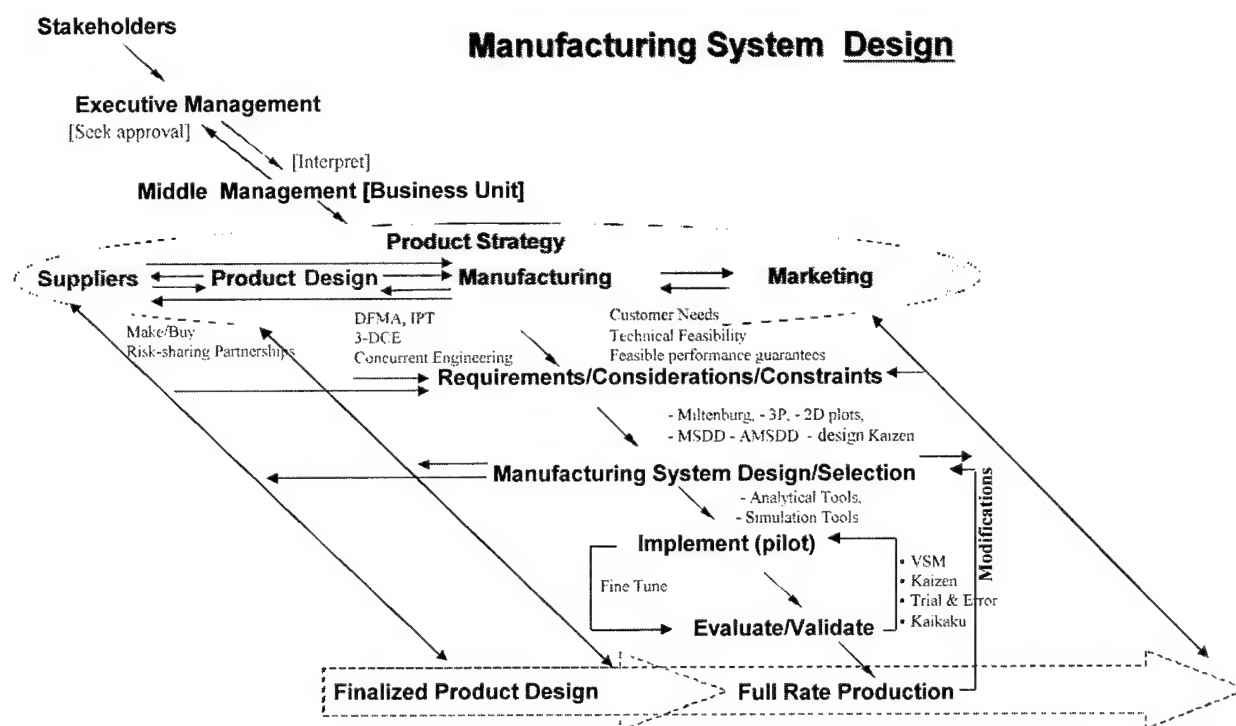 Stakeholders
Manufacturing System Design
Executive Management
[Seek approval]
[Interpret]
Middle Management [Business Unit]
Product Strategy
Suppliers
Product Design
Manufacturing
Marketing
Make/Buy
Risk-sharing Partnerships
DFMA, IPT
3-DCE
Concurrent Engineering
Customer Needs
Technical Feasibility
Feasible performance guarantees
Requirements/Considerations/Constraints
- Miltenburg, - 3P, - 2D plots,
- MSDD - AMSDD - design Kaizen
Manufacturing System Design/Selection
- Analytical Tools,
- Simulation Tools
Implement (pilot)
Fine Tune
• VSM
• Kaizen
• Trial & Error
• Kaikaku
Modifications
Evaluate/Validate
Finalized Product Design
Full Rate Production